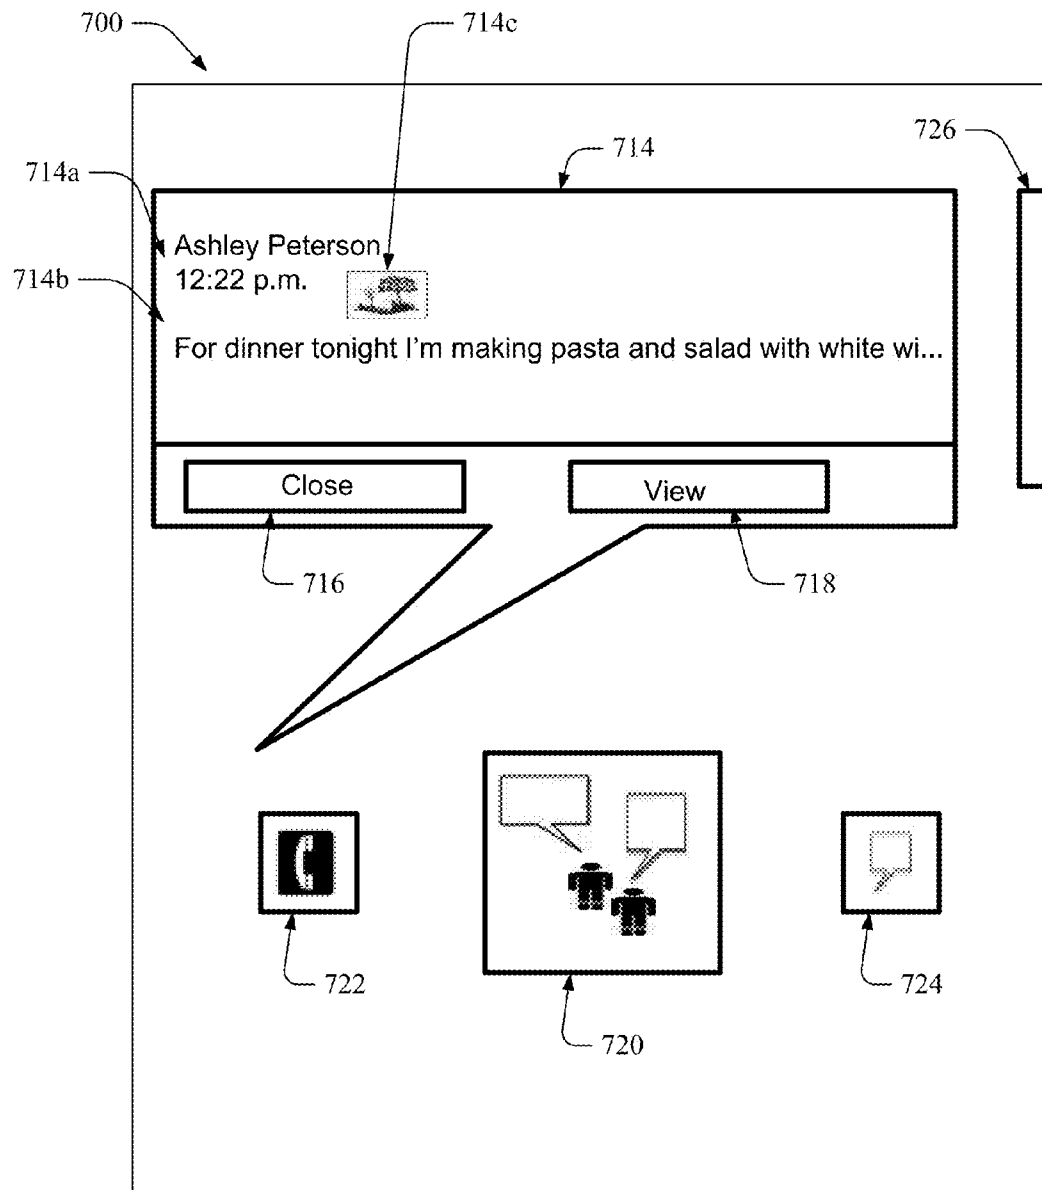 700
714c
714
726
714a
Ashley Peterson
12:22 p.m.
714b
For dinner tonight I'm making pasta and salad with white wi...
Close
View
716
718
722
724
720